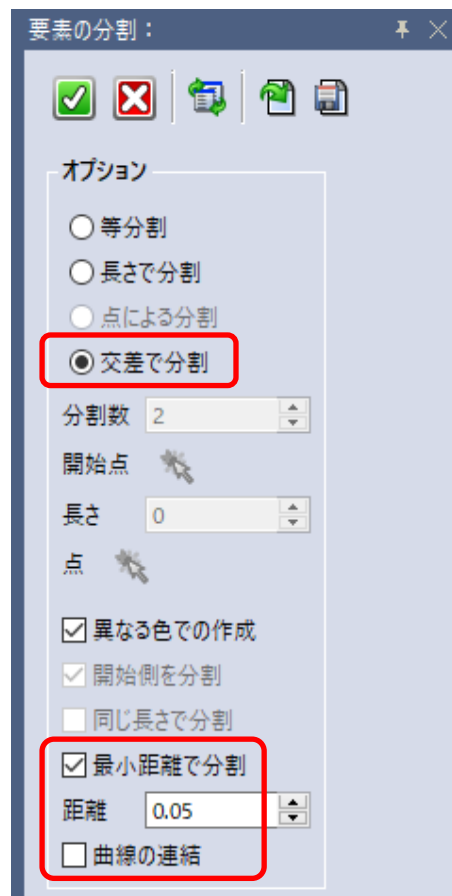 要素の分割：
オプション
等分割
長さで分割
点による分割
交差で分割
分割数 2
開始点
長さ 0
点
異なる色での作成
開始側を分割
同じ長さで分割
最小距離で分割
距離 0.05
曲線の連結